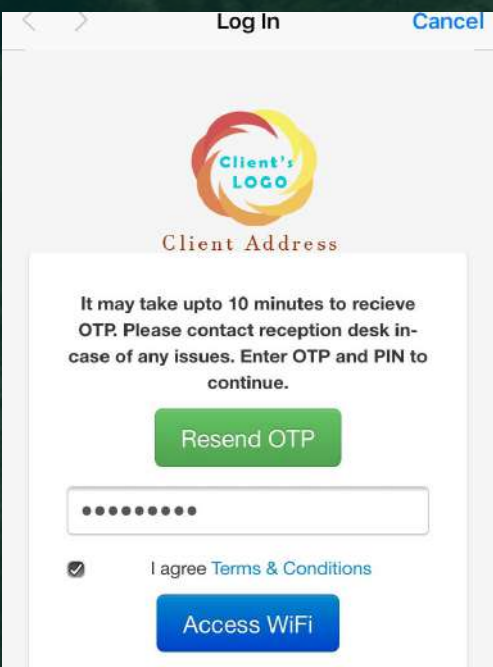 Log In Cancel
Client's
LOGO
Client Address
It may take upto 10 minutes to recieve
OTP. Please contact reception desk in-
case of any issues. Enter OTP and PIN to
continue.
Resend OTP
I agree Terms & Conditions
Access WiFi